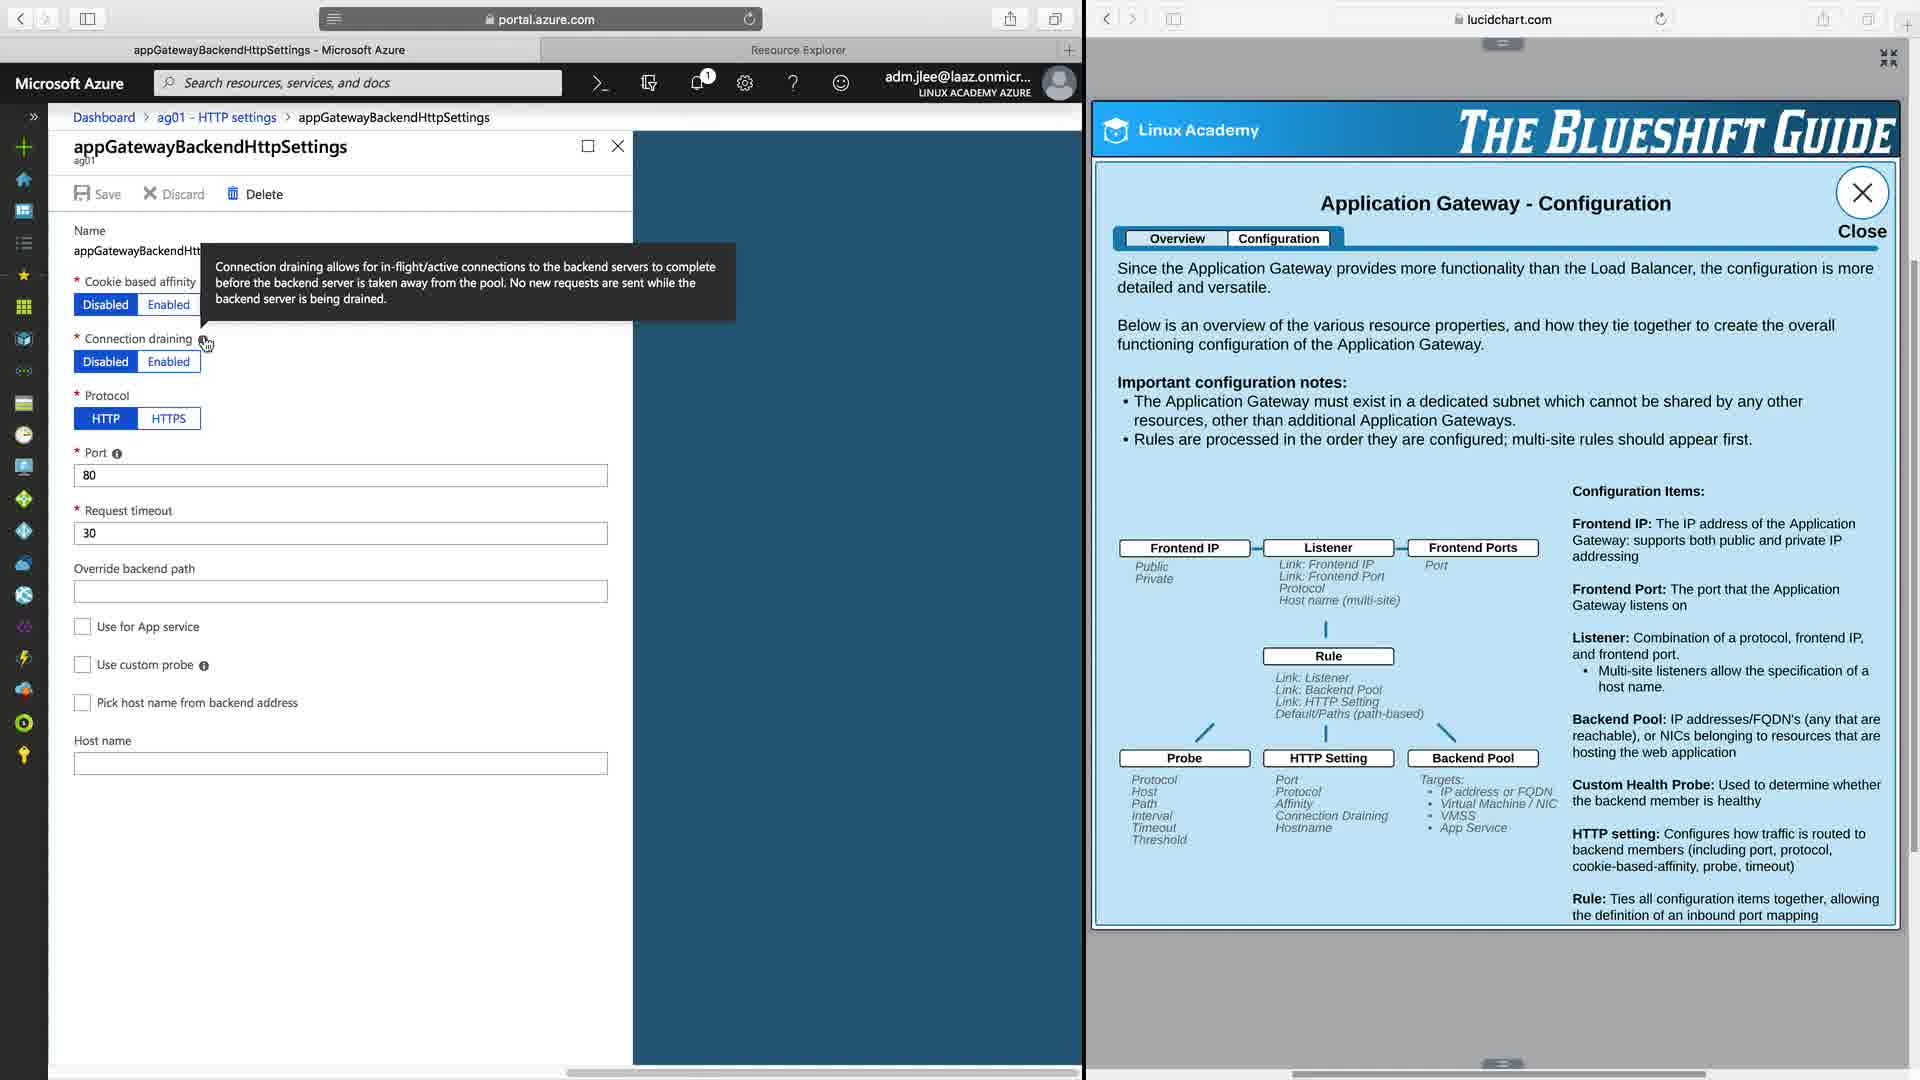 portal.azure.com
appGatewayBackendHttpSettings - Microsoft Azure
Resource Explorer
Microsoft Azure
Search resources, services, and docs
1
adm.jlee@laaz.onmicr...
LINUX ACADEMY AZURE
Dashboard > ag01 - HTTP settings > appGatewayBackendHttpSettings
appGatewayBackendHttpSettings
ag01
Save Discard Delete
Name
appGatewayBackendHtt
Connection draining allows for in-flight/active connections to the backend servers to complete
before the backend server is taken away from the pool. No new requests are sent while the
backend server is being drained.
* Cookie based affinity
Disabled Enabled
* Connection draining
Disabled Enabled
* Protocol
HTTP HTTPS
* Port
80
* Request timeout
30
Override backend path
Use for App service
Use custom probe
Pick host name from backend address
Host name
lucidchart.com
Linux Academy
THE BLUESHIFT GUIDE
Application Gateway - Configuration
Close
Overview Configuration
Since the Application Gateway provides more functionality than the Load Balancer, the configuration is more
detailed and versatile.
Below is an overview of the various resource properties, and how they tie together to create the overall
functioning configuration of the Application Gateway.
Important configuration notes:
• The Application Gateway must exist in a dedicated subnet which cannot be shared by any other
resources, other than additional Application Gateways.
• Rules are processed in the order they are configured; multi-site rules should appear first.
Frontend IP
Public
Private
Listener
Link: Frontend IP
Link: Frontend Port
Protocol
Host name (multi-site)
Frontend Ports
Port
Rule
Link: Listener
Link: Backend Pool
Link: HTTP Setting
Default/Paths (path-based)
Probe
Protocol
Host
Path
Interval
Timeout
Threshold
HTTP Setting
Port
Protocol
Affinity
Connection Draining
Hostname
Backend Pool
Targets:
• IP address or FQDN
• Virtual Machine / NIC
• VMSS
• App Service
Configuration Items:
Frontend IP: The IP address of the Application
Gateway: supports both public and private IP
addressing
Frontend Port: The port that the Application
Gateway listens on
Listener: Combination of a protocol, frontend IP,
and frontend port.
• Multi-site listeners allow the specification of a
host name.
Backend Pool: IP addresses/FQDN's (any that are
reachable), or NICs belonging to resources that are
hosting the web application
Custom Health Probe: Used to determine whether
the backend member is healthy
HTTP setting: Configures how traffic is routed to
backend members (including port, protocol,
cookie-based-affinity, probe, timeout)
Rule: Ties all configuration items together, allowing
the definition of an inbound port mapping